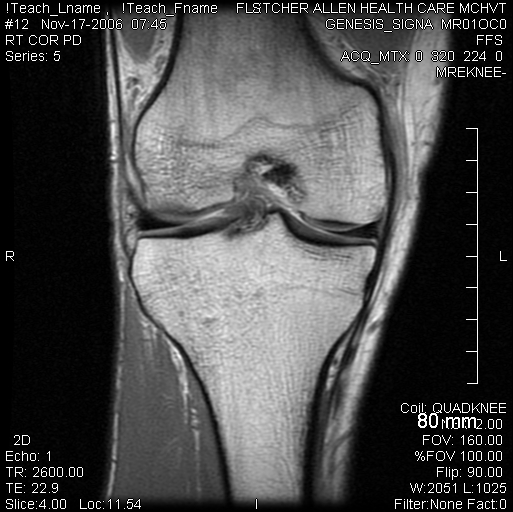 !Teach_Lname , !Teach_Fname FLSTCHER ALLEN HEALTH CARE MCHVT
#12 Nov-17-2006 07:45 GENESIS_SIGNA MR01OC0
RT COR PD FFS
Series: 5 ACQ_MTX: 0 320 224 0
MREKNEE-
R L
Coil: QUADKNEE
80 mm 2.00
2D FOV: 160.00
Echo: 1 %FOV 100.00
TR: 2600.00 Flip: 90.00
TE: 22.9 W:2051 L:1025
Slice:4.00 Loc:11.54 I Filter:None Fact:0